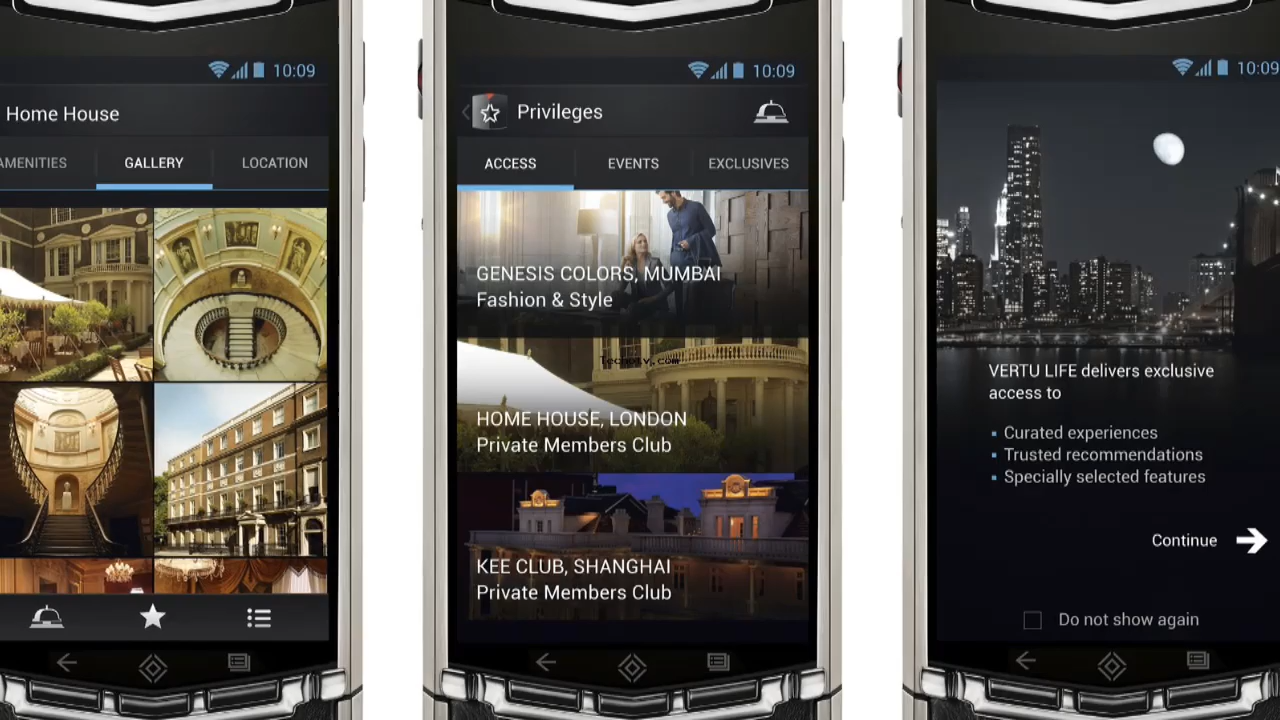 10:09
Home House
AMENITIES
GALLERY
LOCATION
10:09
Privileges
ACCESS
EVENTS
EXCLUSIVES
GENESIS COLORS, MUMBAI
Fashion & Style
HOME HOUSE, LONDON
Private Members Club
KEE CLUB, SHANGHAI
Private Members Club
10:09
VERTU LIFE delivers exclusive
access to
Curated experiences
Trusted recommendations
Specially selected features
Continue
Do not show again